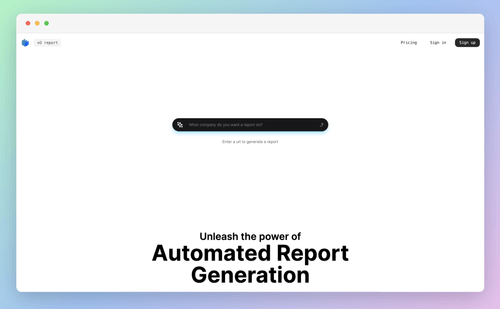 v0 report
Pricing
Sign in
Sign up
What company do you want a report on?
Enter a url to generate a report
Unleash the power of
Automated Report
Generation